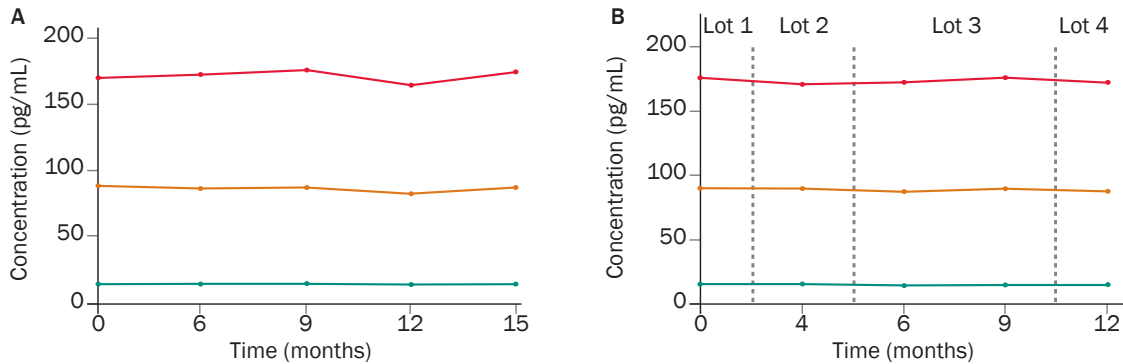 A
Concentration (pg/mL)
200
150
100
50
0
0 6 9 12 15
Time (months)
B
Lot 1 Lot 2 Lot 3 Lot 4
Concentration (pg/mL)
200
150
100
50
0
0 4 6 9 12
Time (months)